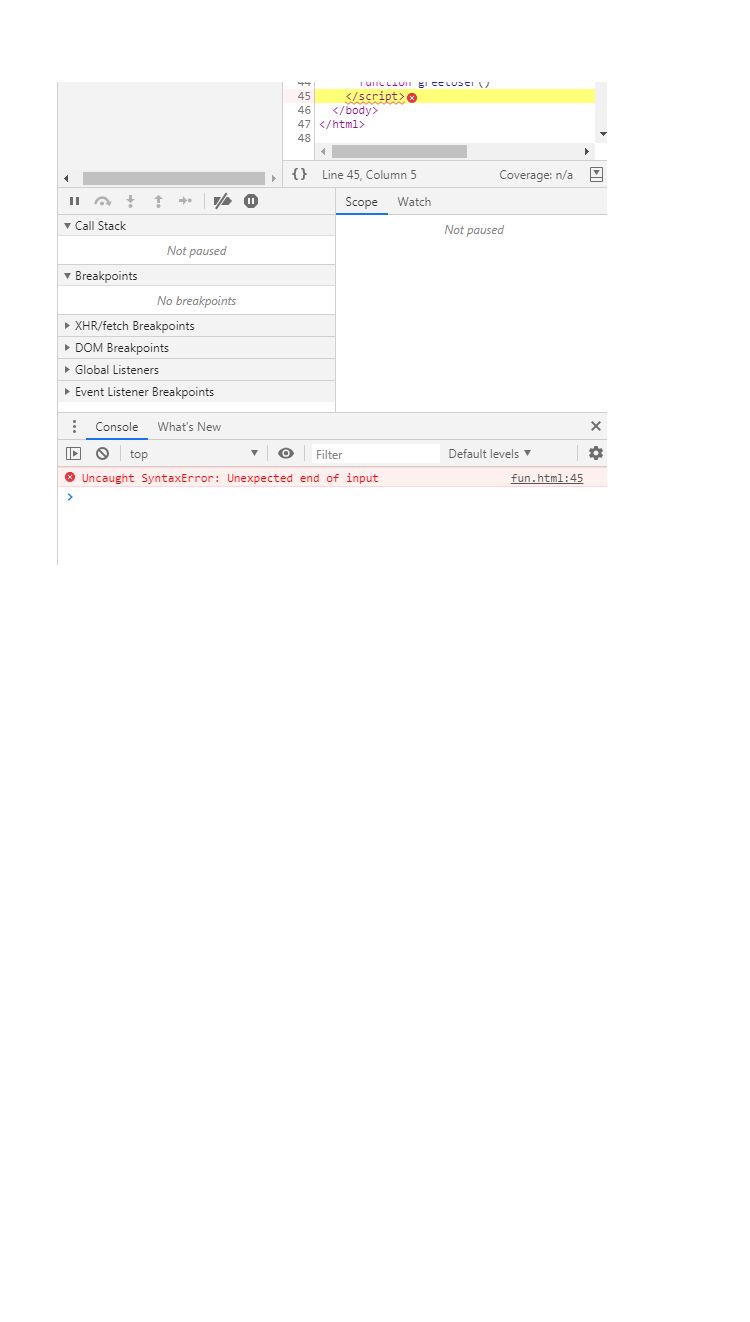 44 function greetUser()
45 </script>
46 </body>
47 </html>
48
{} Line 45, Column 5 Coverage: n/a
Scope Watch
Call Stack
Not paused
Not paused
Breakpoints
No breakpoints
XHR/fetch Breakpoints
DOM Breakpoints
Global Listeners
Event Listener Breakpoints
Console What's New
top Filter Default levels
Uncaught SyntaxError: Unexpected end of input fun.html:45